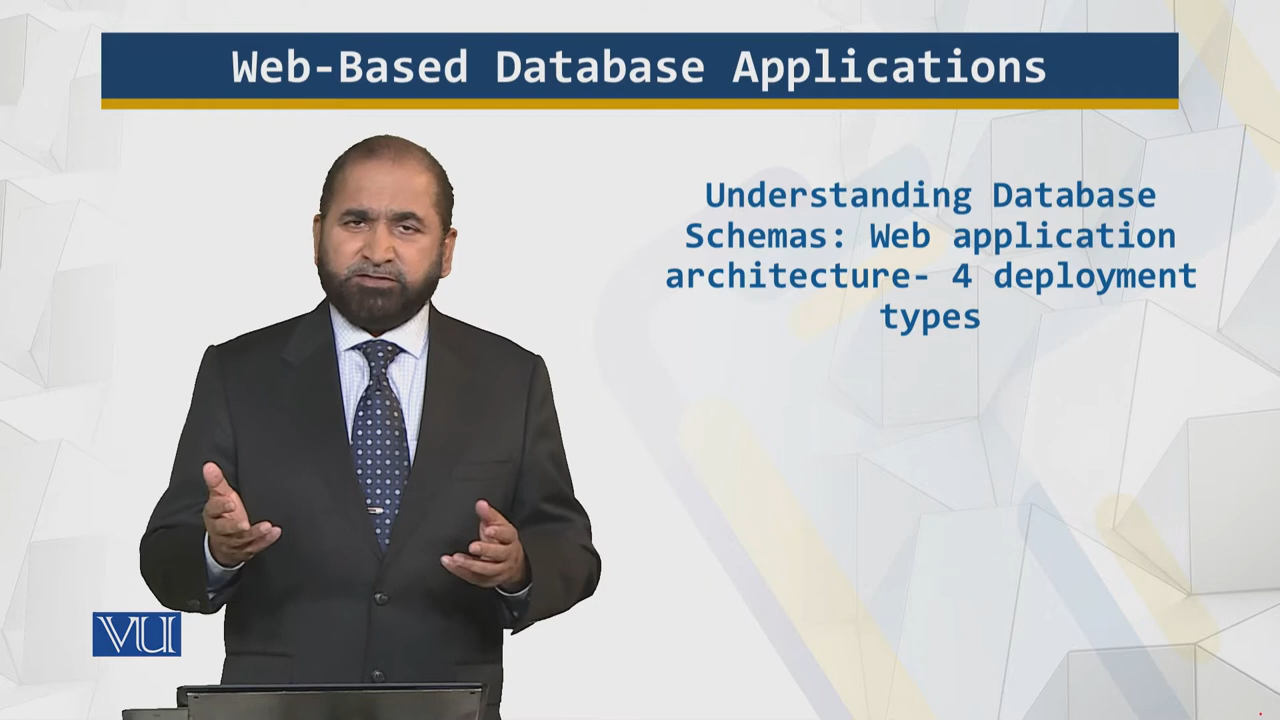 Web-Based Database Applications
Understanding Database
Schemas: Web application
architecture- 4 deployment
types
VU